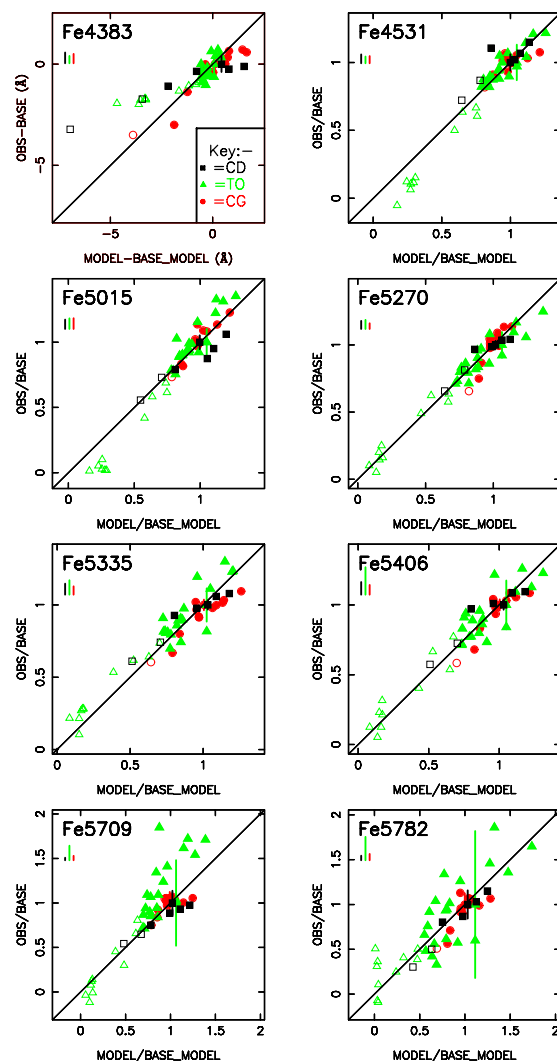 Fe4383
OBS-BASE (Å)
0
-5
-5
0
MODEL-BASE_MODEL (Å)
Key:-
=CD
=TO
=CG
Fe4531
OBS/BASE
1
0.5
0
0
0.5
1
MODEL/BASE_MODEL
Fe5015
OBS/BASE
1
0.5
0
0
0.5
1
MODEL/BASE_MODEL
Fe5270
OBS/BASE
1
0.5
0
0
0.5
1
MODEL/BASE_MODEL
Fe5335
OBS/BASE
1
0.5
0
0
0.5
1
MODEL/BASE_MODEL
Fe5406
OBS/BASE
1
0.5
0
0
0.5
1
MODEL/BASE_MODEL
Fe5709
OBS/BASE
2
1.5
1
0.5
0
0
0.5
1
1.5
2
MODEL/BASE_MODEL
Fe5782
OBS/BASE
2
1.5
1
0.5
0
0
0.5
1
1.5
2
MODEL/BASE_MODEL